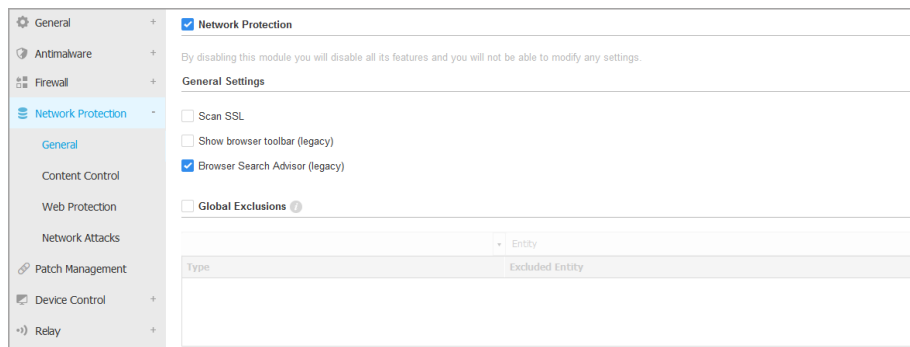 General +
Antimalware +
Firewall +
Network Protection -
General
Content Control
Web Protection
Network Attacks
Patch Management
Device Control +
Relay +
Network Protection
By disabling this module you will disable all its features and you will not be able to modify any settings.
General Settings
Scan SSL
Show browser toolbar (legacy)
Browser Search Advisor (legacy)
Global Exclusions i
Entity
Type Excluded Entity